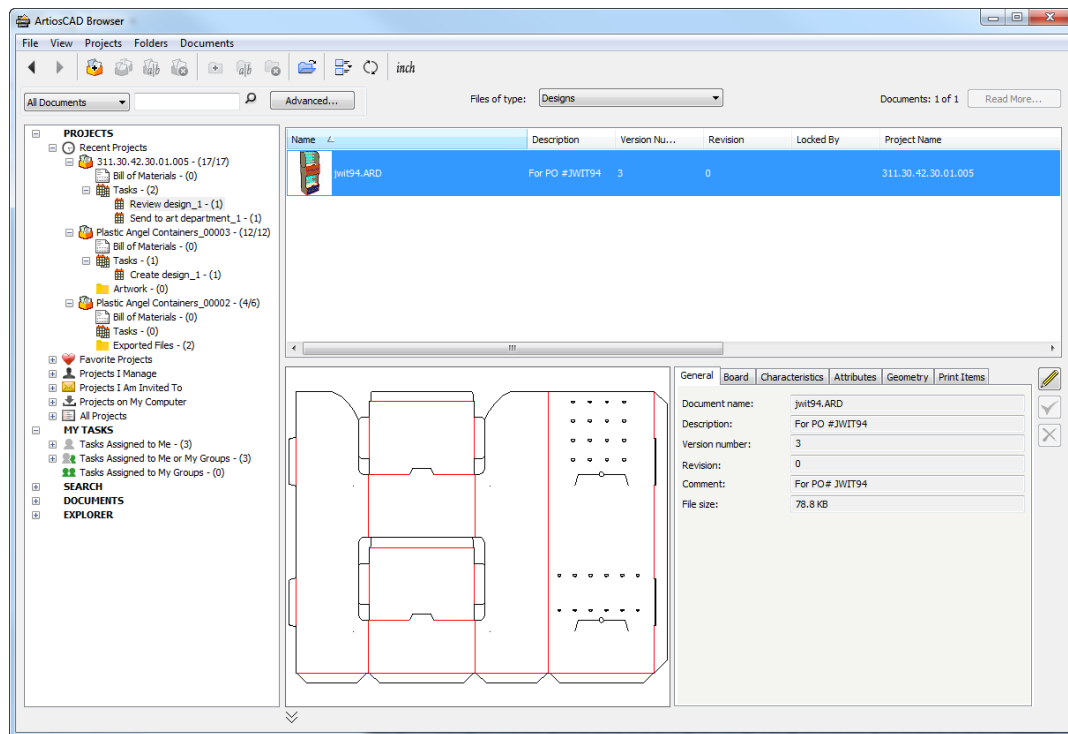 ArtiosCAD Browser
File View Projects Folders Documents
a|b a|b inch
All Documents Advanced... Files of type: Designs Documents: 1 of 1 Read More...
PROJECTS
Recent Projects
311.30.42.30.01.005 - (17/17)
Bill of Materials - (0)
Tasks - (2)
Review design_1 - (1)
Send to art department_1 - (1)
Plastic Angel Containers_00003 - (12/12)
Bill of Materials - (0)
Tasks - (1)
Create design_1 - (1)
Artwork - (0)
Plastic Angel Containers_00002 - (4/6)
Bill of Materials - (0)
Tasks - (0)
Exported Files - (2)
Favorite Projects
Projects I Manage
Projects I Am Invited To
Projects on My Computer
All Projects
MY TASKS
Tasks Assigned to Me - (3)
Tasks Assigned to Me or My Groups - (3)
Tasks Assigned to My Groups - (0)
SEARCH
DOCUMENTS
EXPLORER
Name Description Version Nu... Revision Locked By Project Name
jwit94.ARD For PO #JWIT94 3 0 311.30.42.30.01.005
General Board Characteristics Attributes Geometry Print Items
Document name: jwit94.ARD
Description: For PO #JWIT94
Version number: 3
Revision: 0
Comment: For PO# JWIT94
File size: 78.8 KB